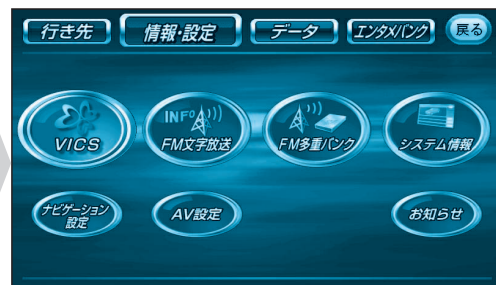 行き先 情報・設定 データ エンタメバンク 戻る
VICS INFO FM文字放送 FM多重バンク システム情報
ナビゲーション
設定 AV設定 お知らせ